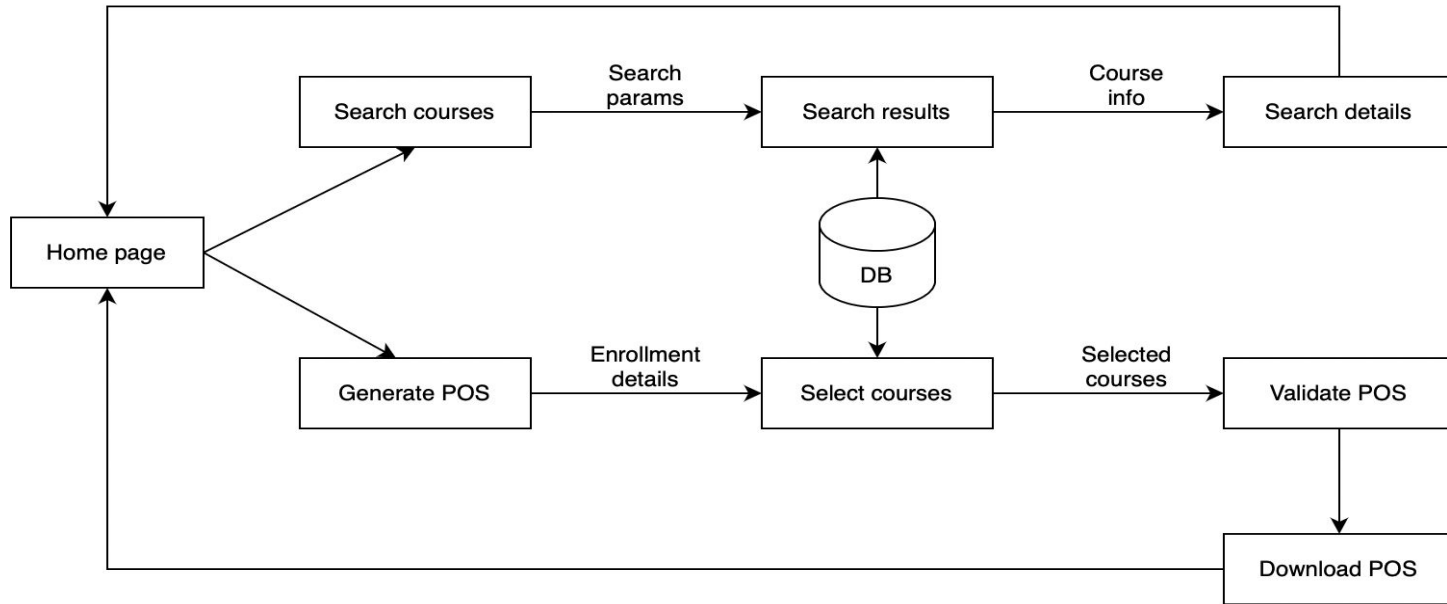 Search
params
Course
info
Search courses
Search results
Search details
Home page
DB
Enrollment
details
Selected
courses
Generate POS
Select courses
Validate POS
Download POS